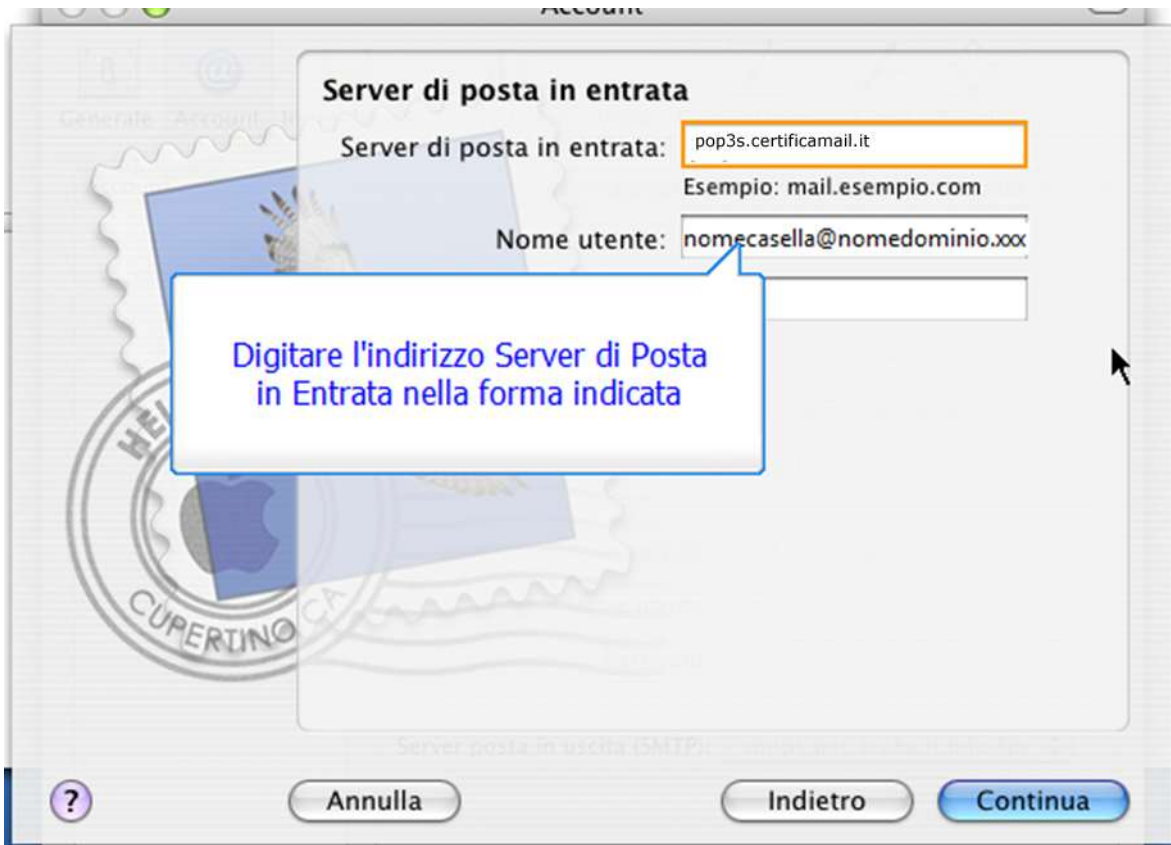 Account
Generale Account
Server di posta in entrata
Server di posta in entrata: pop3s.certificamail.it
Esempio: mail.esempio.com
Nome utente: nomecasella@nomedominio.xxx
Digitare l'indirizzo Server di Posta
in Entrata nella forma indicata
CUPERTINO CA
Server posta in uscita (SMTP):
? Annulla Indietro Continua